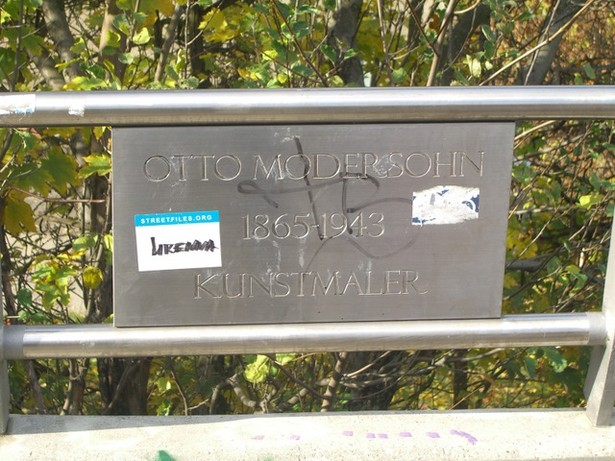 OTTO MODERSOHN
STREETFILES.ORG
1865-1943
KUNSTMALER